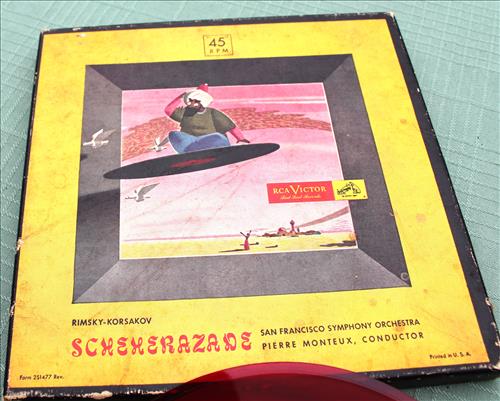 45
RPM
RCA VICTOR
Red Seal Records
RIMSKY-KORSAKOV
SCHEHERAZADE
SAN FRANCISCO SYMPHONY ORCHESTRA
PIERRE MONTEUX, CONDUCTOR
Form 2S1477 Rev.
Printed in U. S. A.